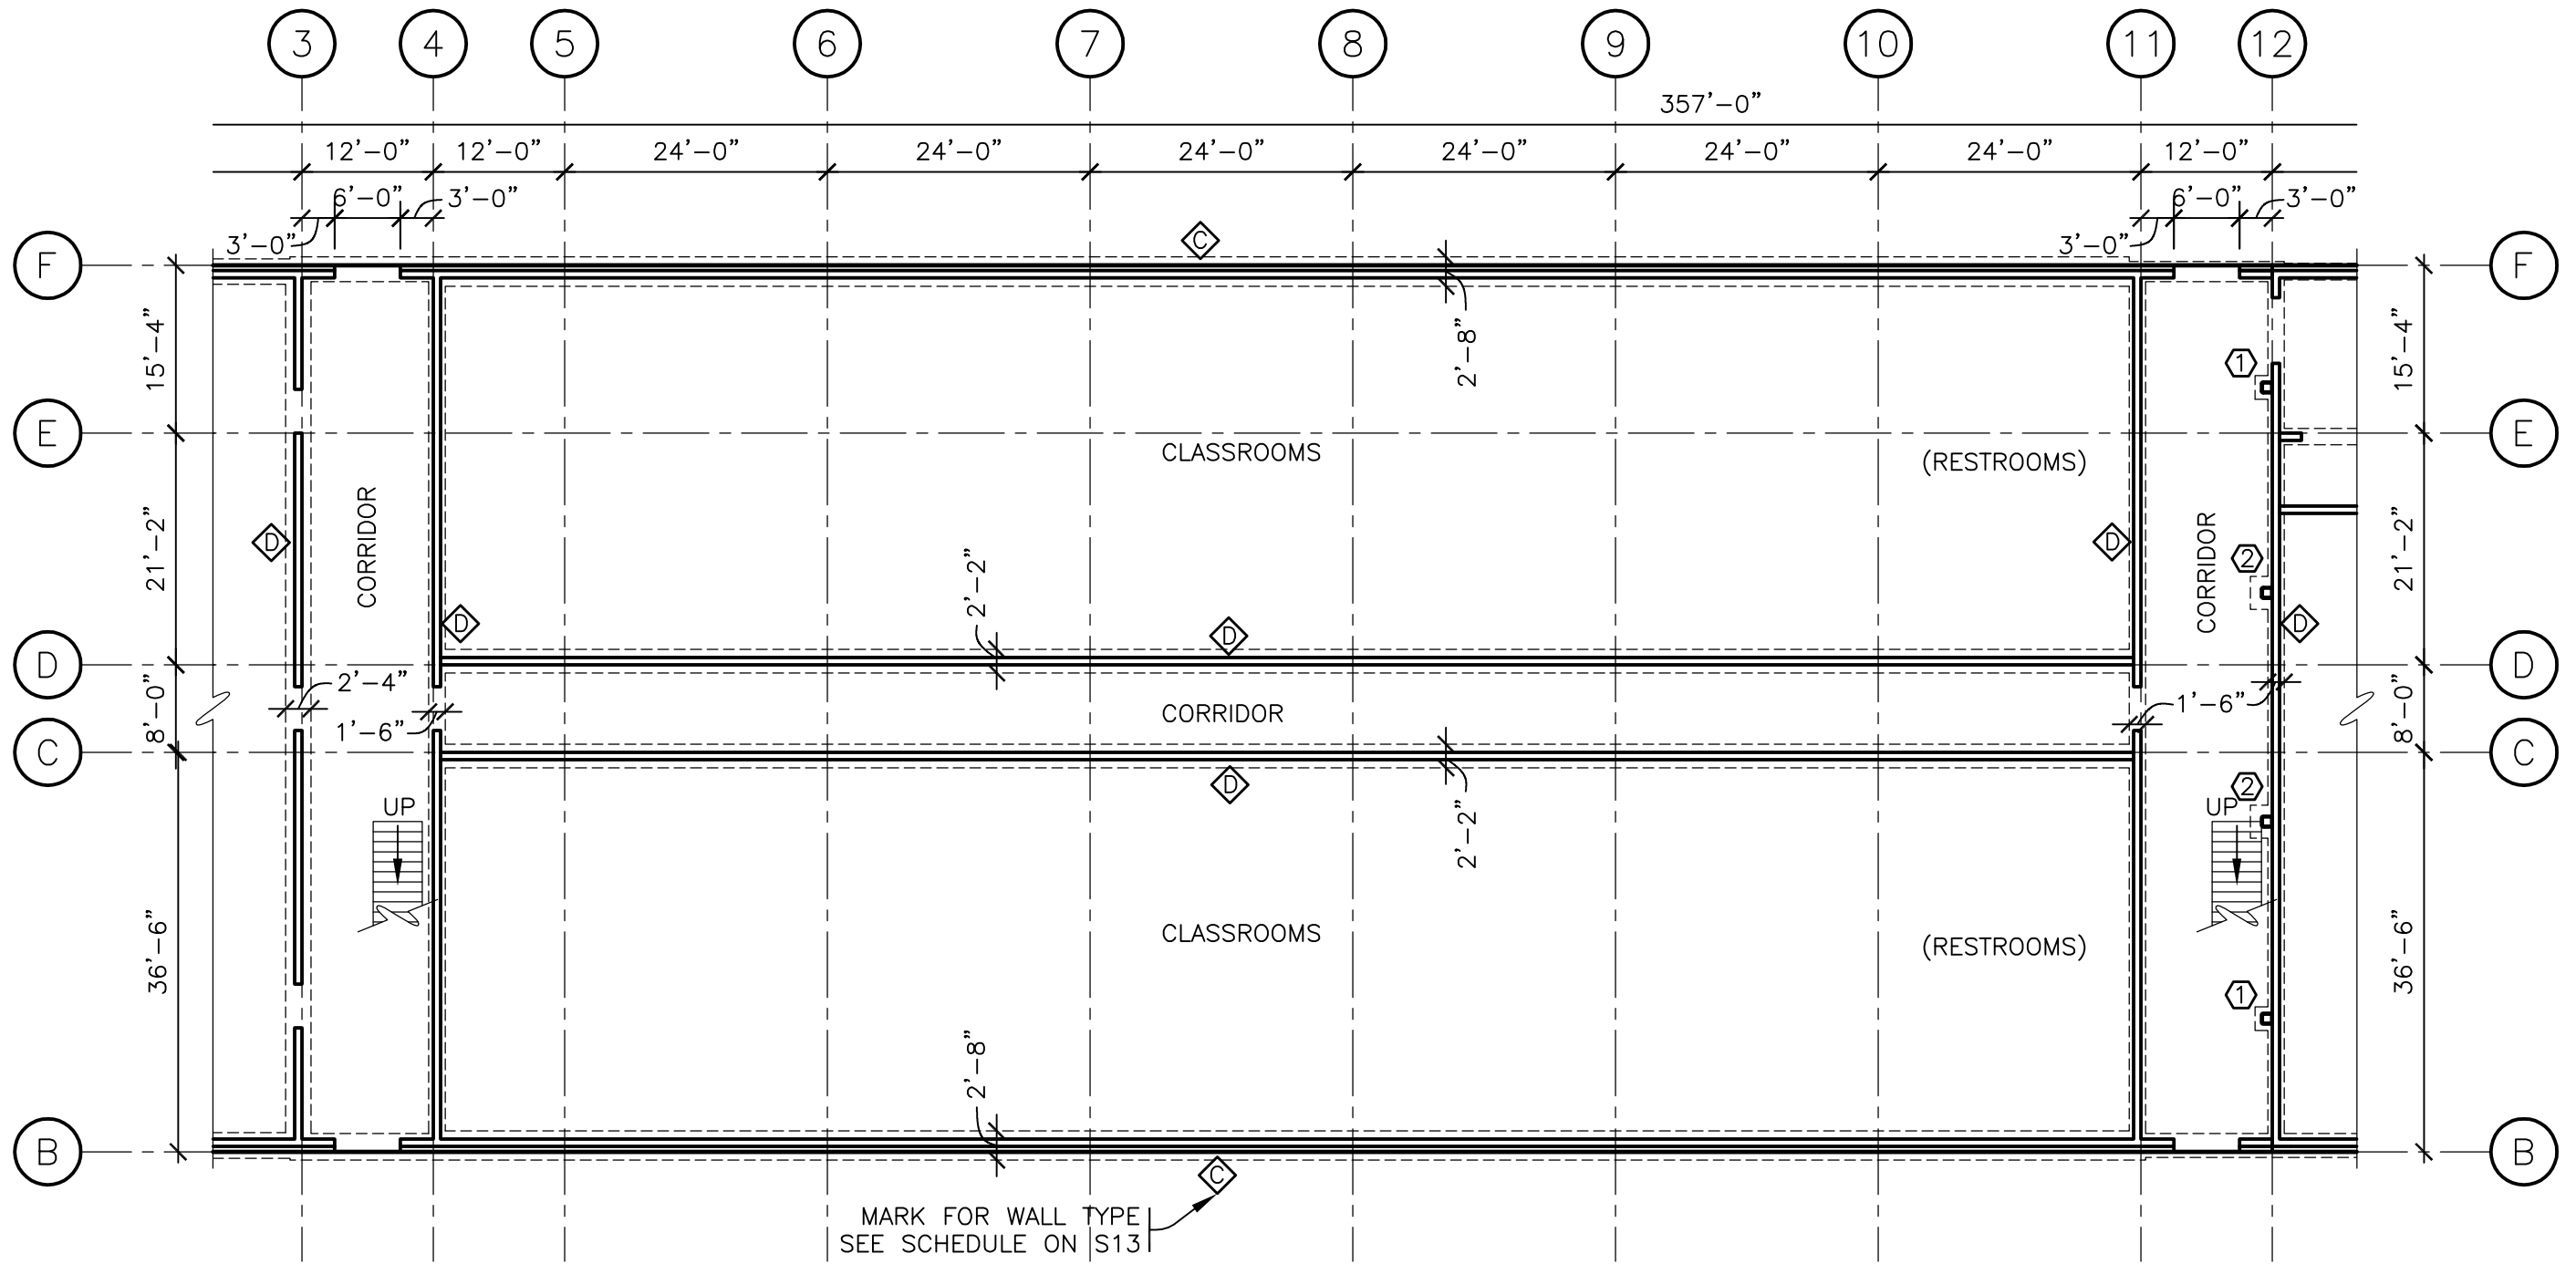 3 4 5 6 7 8 9 10 11 12
357'-0"
12'-0" 12'-0" 24'-0" 24'-0" 24'-0" 24'-0" 24'-0" 24'-0" 12'-0"
6'-0" 3'-0" 6'-0" 3'-0"
3'-0" C 3'-0"
F F
15'-4" 2'-8" 15'-4"
1
E E
CLASSROOMS (RESTROOMS)
21'-2" D CORRIDOR 2'-2" D CORRIDOR 2 21'-2"
D D D
D D
8'-0" 2'-4" 8'-0"
1'-6" CORRIDOR 1'-6"
C C
D 2
UP 2'-2" UP
36'-6" CLASSROOMS (RESTROOMS) 36'-6"
1
2'-8"
B B
C
MARK FOR WALL TYPE
SEE SCHEDULE ON S13